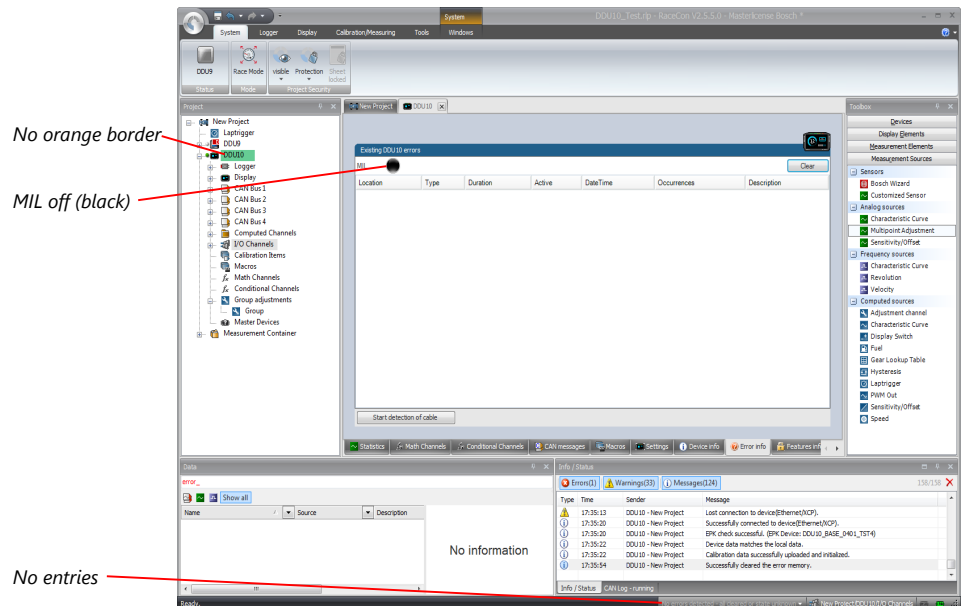 System
DDU10_Test.rlp - RaceCon V2.5.5.0 - Masterlicense Bosch *
System Logger Display Calibration/Measuring Tools Windows
DDU9 Race Mode visible Protection Sheet locked
Status Mode Project Security
Project
New Project
Laptrigger
DDU9
DDU10
Logger
Display
CAN Bus 1
CAN Bus 2
CAN Bus 3
CAN Bus 4
Computed Channels
I/O Channels
Calibration Items
Macros
fx Math Channels
fx Conditional Channels
Group adjustments
Group
Master Devices
Measurement Container
No orange border
MIL off (black)
No entries
New Project DDU10
Existing DDU10 errors
MIL
Clear
Location Type Duration Active DateTime Occurrences Description
Start detection of cable
Statistics Math Channels Conditional Channels CAN messages Macros Settings Device info Error info Features inf
Toolbox
Devices
Display Elements
Measurement Elements
Measurement Sources
Sensors
Bosch Wizard
Customized Sensor
Analog sources
Characteristic Curve
Multipoint Adjustment
Sensitivity/Offset
Frequency sources
Characteristic Curve
Revolution
Velocity
Computed sources
Adjustment channel
Characteristic Curve
Display Switch
Fuel
Gear Lookup Table
Hysteresis
Laptrigger
PWM Out
Sensitivity/Offset
Speed
Data
error_
Show all
Name Source Description
No information
Info / Status
Errors(1) Warnings(33) Messages(124) 158/158
Type Time Sender Message
17:35:13 DDU10 - New Project Lost connection to device(Ethernet/XCP).
17:35:20 DDU10 - New Project Successfully connected to device(Ethernet/XCP).
17:35:20 DDU10 - New Project EPK check successful. (EPK Device: DDU10_BASE_0401_TST4)
17:35:22 DDU10 - New Project Device data matches the local data.
17:35:22 DDU10 - New Project Calibration data successfully uploaded and initialized.
17:35:54 DDU10 - New Project Successfully cleared the error memory.
Info / Status CAN Log - running
Ready
New Project/DDU10/I/O Channels